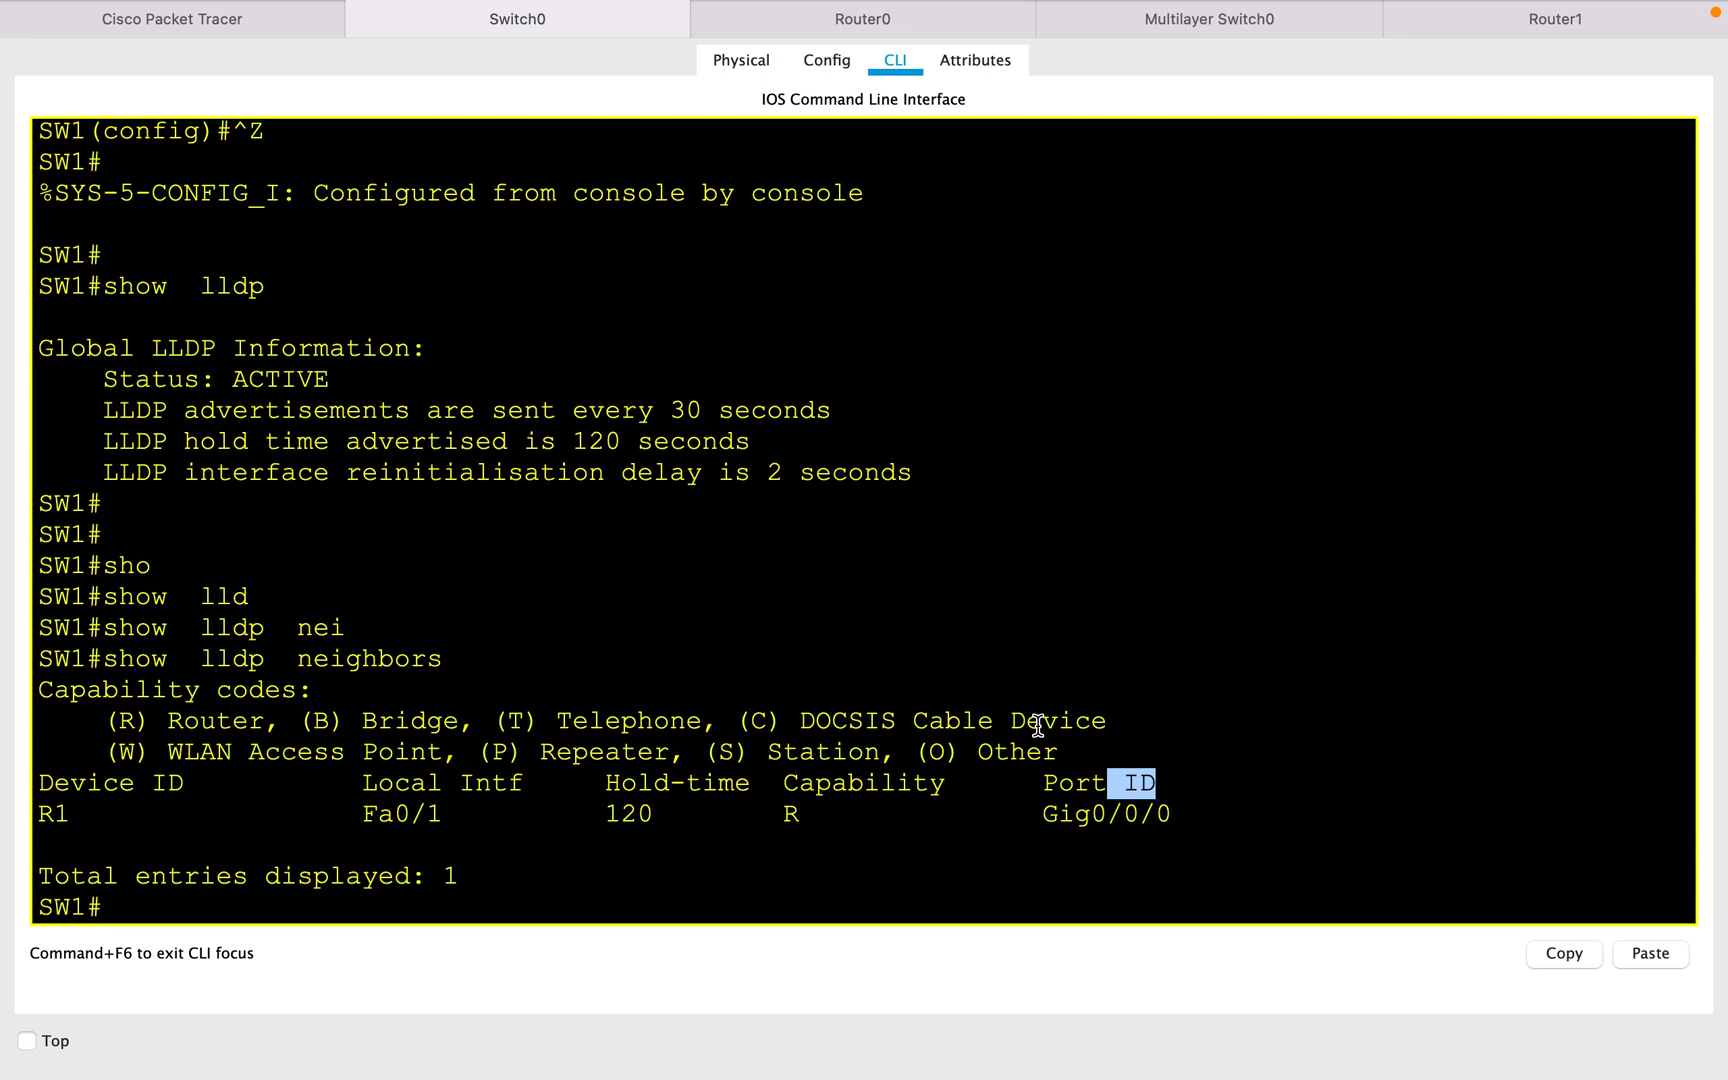 Cisco Packet Tracer
Switch0
Router0
Multilayer Switch0
Router1
Physical
Config
CLI
Attributes
IOS Command Line Interface
SW1(config)#^Z
SW1#
%SYS-5-CONFIG_I: Configured from console by console
SW1#
SW1#show lldp
Global LLDP Information:
Status: ACTIVE
LLDP advertisements are sent every 30 seconds
LLDP hold time advertised is 120 seconds
LLDP interface reinitialisation delay is 2 seconds
SW1#
SW1#
SW1#sho
SW1#show lld
SW1#show lldp nei
SW1#show lldp neighbors
Capability codes:
(R) Router, (B) Bridge, (T) Telephone, (C) DOCSIS Cable Device
(W) WLAN Access Point, (P) Repeater, (S) Station, (O) Other
Device ID Local Intf Hold-time Capability Port ID
R1 Fa0/1 120 R Gig0/0/0
Total entries displayed: 1
SW1#
Command+F6 to exit CLI focus
Copy
Paste
Top